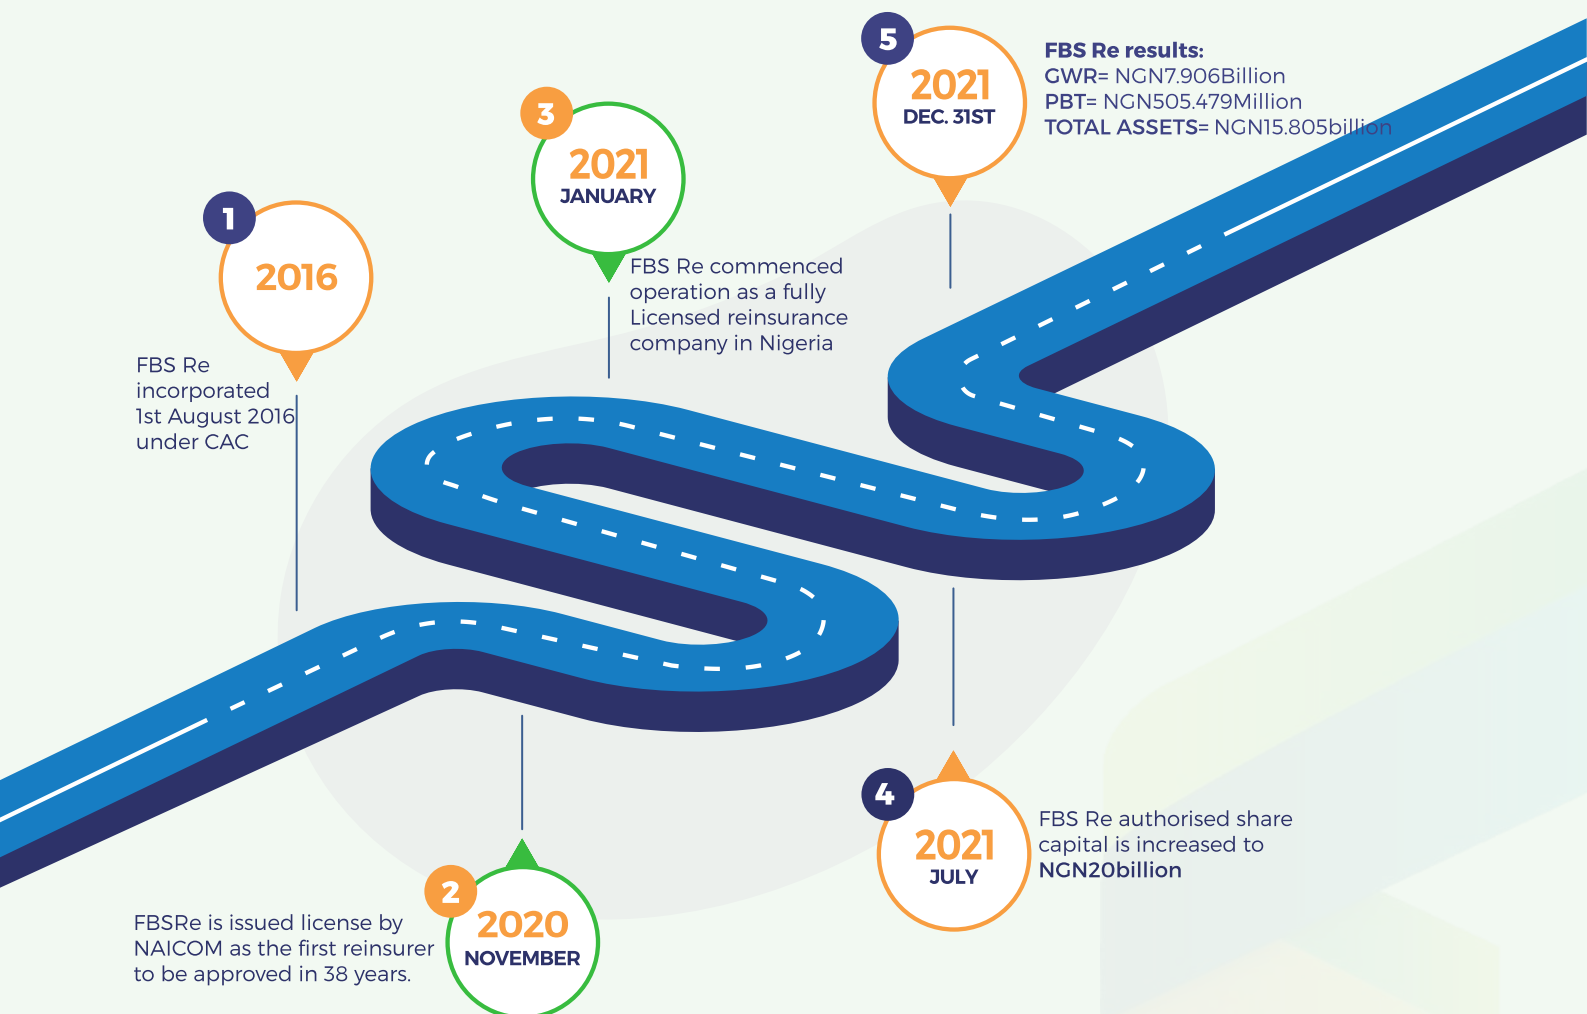 1
2016
FBS Re
incorporated
1st August 2016
under CAC
2
2020
NOVEMBER
FBSRe is issued license by
NAICOM as the first reinsurer
to be approved in 38 years.
3
2021
JANUARY
FBS Re commenced
operation as a fully
Licensed reinsurance
company in Nigeria
4
2021
JULY
FBS Re authorised share
capital is increased to
NGN20billion
5
2021
DEC. 31ST
FBS Re results:
GWR= NGN7.906Billion
PBT= NGN505.479Million
TOTAL ASSETS= NGN15.805billion